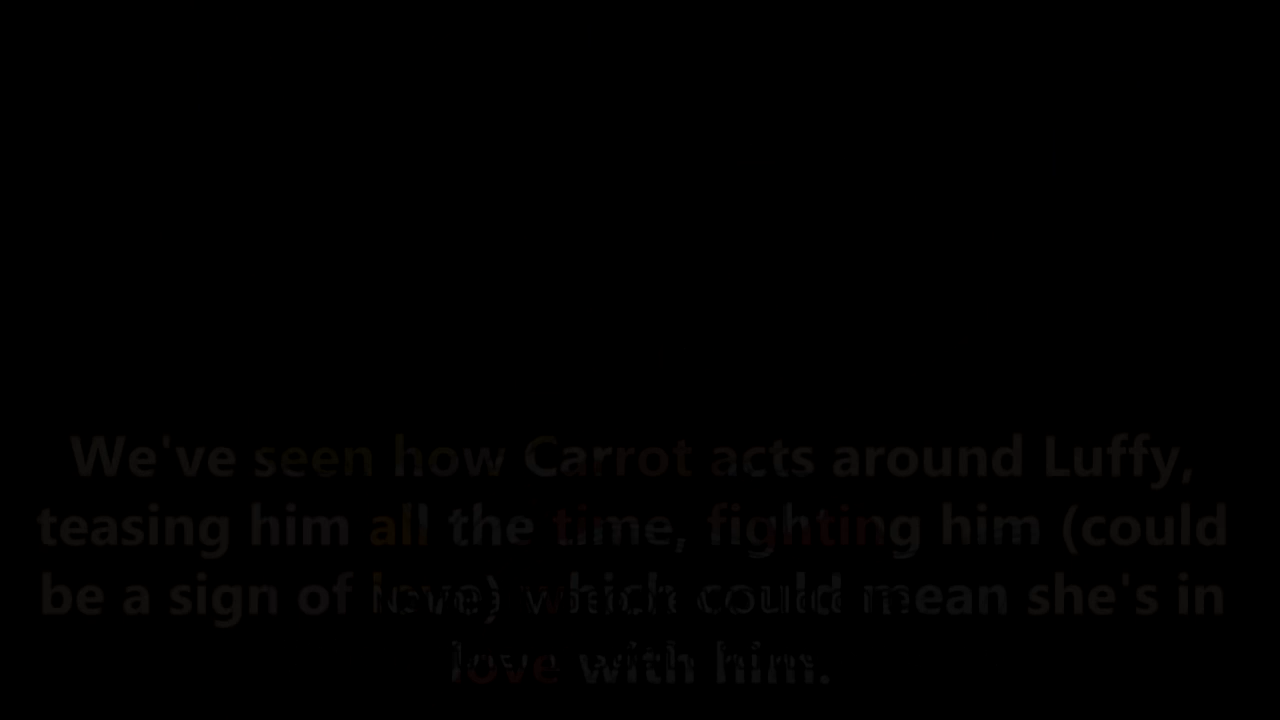 We've seen how Carrot acts around Luffy,
teasing him all the time, fighting him (could
be a sign of love) which could mean she's in
love with him.